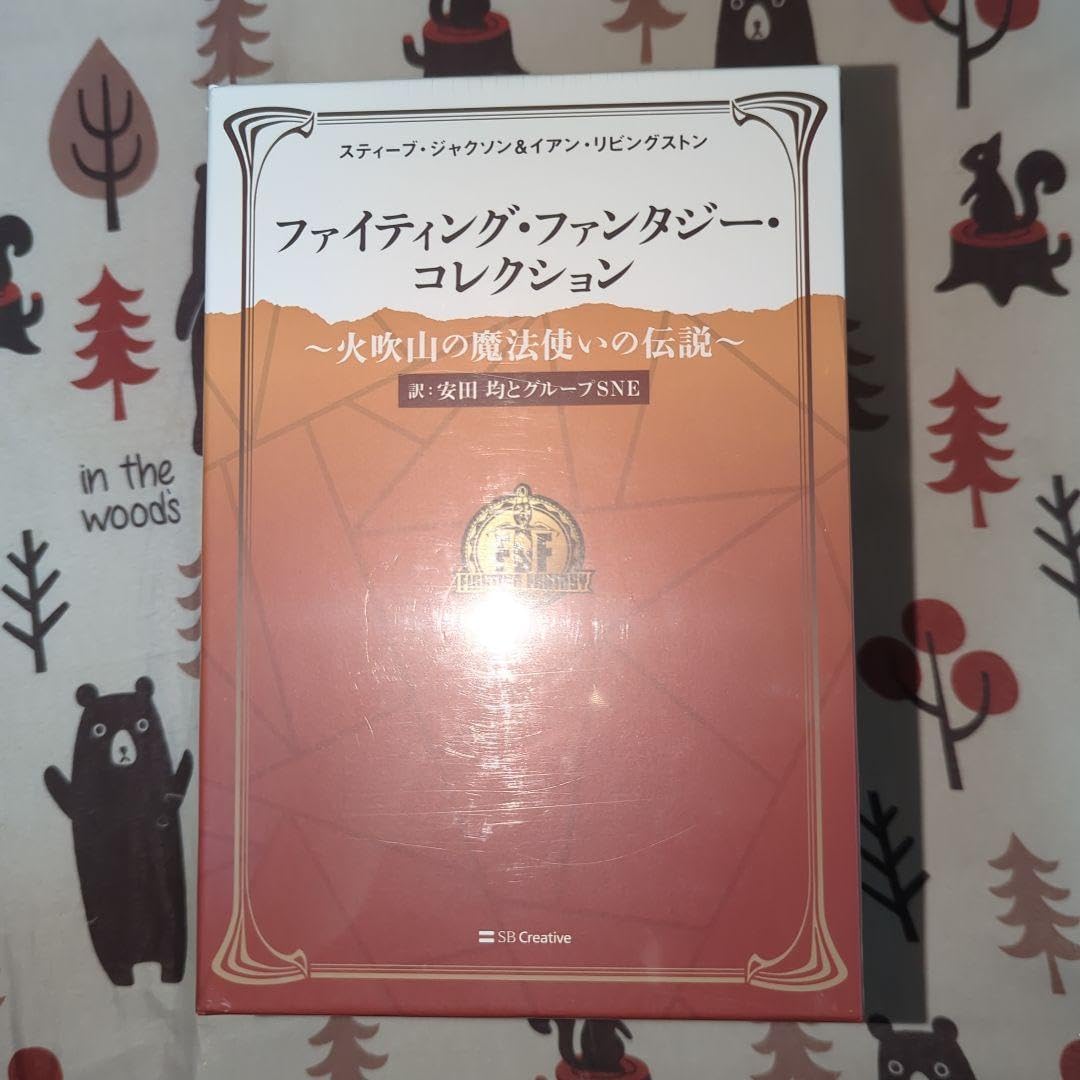 スティーブ・ジャクソン&イアン・リビングストン
ファイティング・ファンタジー・
コレクション
～火吹山の魔法使いの伝説～
訳：安田 均とグループSNE
in the
woods
FF
FIGHTING FANTASY
SB Creative